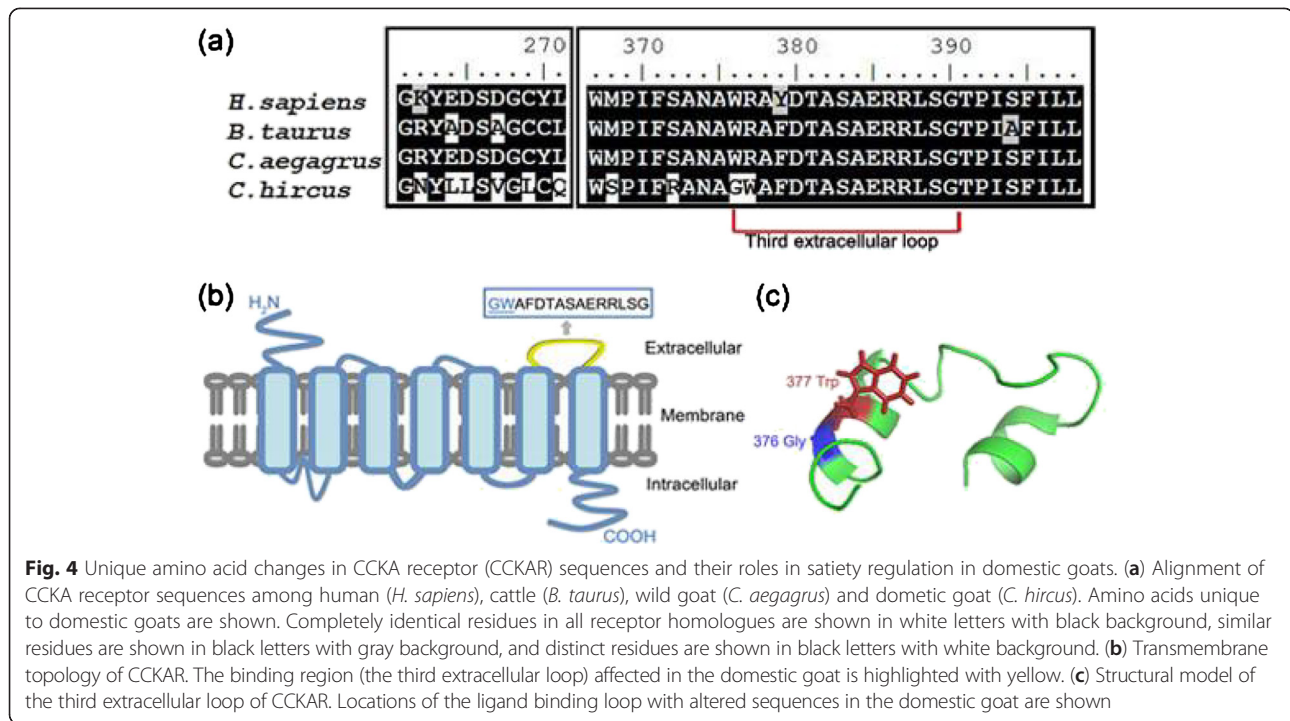 (a)
270 370 380 390
H.sapiens GKYEDSDGCYL WMPIFSANAWRAYDTASAERRLSGTPISFILL
B.taurus GRYADSAGCCL WMPIFSANAWRAFDTASAERRLSGTPIAFILL
C.aegagrus GRYEDSDGCYL WMPIFSANAWRAFDTASAERRLSGTPISFILL
C.hircus GNYLLSVGLCQ WSPIFRANAGWAFDTASAERRLSGTPISFILL
Third extracellular loop
(b)
H₂N
GWAFDTASAERRLSG
Extracellular
Membrane
Intracellular
COOH
(c)
377 Trp
376 Gly
Fig. 4 Unique amino acid changes in CCKA receptor (CCKAR) sequences and their roles in satiety regulation in domestic goats. (a) Alignment of
CCKA receptor sequences among human (H. sapiens), cattle (B. taurus), wild goat (C. aegagrus) and dometic goat (C. hircus). Amino acids unique
to domestic goats are shown. Completely identical residues in all receptor homologues are shown in white letters with black background, similar
residues are shown in black letters with gray background, and distinct residues are shown in black letters with white background. (b) Transmembrane
topology of CCKAR. The binding region (the third extracellular loop) affected in the domestic goat is highlighted with yellow. (c) Structural model of
the third extracellular loop of CCKAR. Locations of the ligand binding loop with altered sequences in the domestic goat are shown